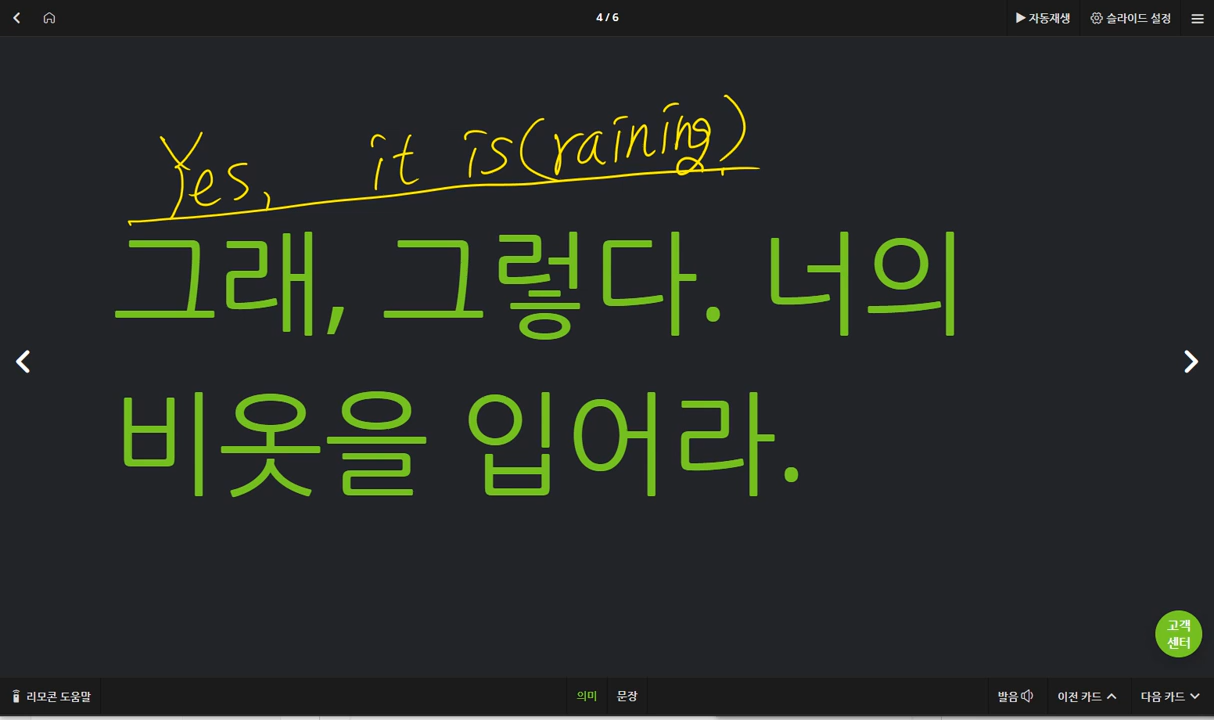 4 / 6
자동재생
슬라이드 설정
Yes, it is (raining)
그래, 그렇다. 너의
비옷을 입어라.
고객
센터
리모콘 도움말
의미
문장
발음
이전 카드
다음 카드